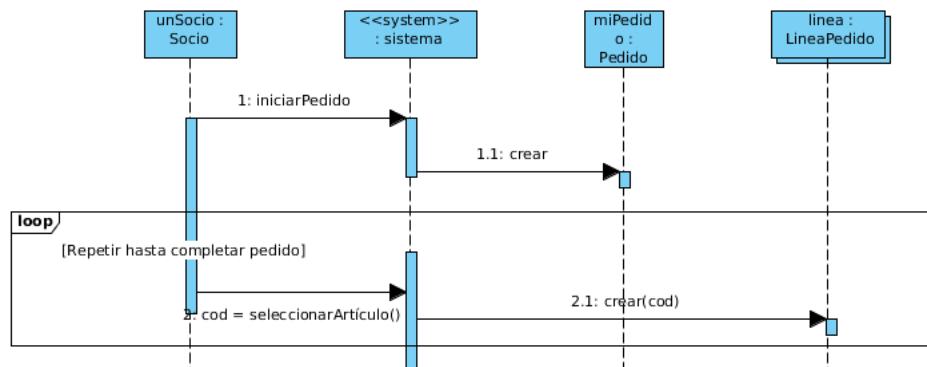 unSocio :
Socio
<<system>>
: sistema
miPedid
o :
Pedido
linea :
LineaPedido
1: iniciarPedido
1.1: crear
loop
[Repetir hasta completar pedido]
2: cod = seleccionarArtículo()
2.1: crear(cod)